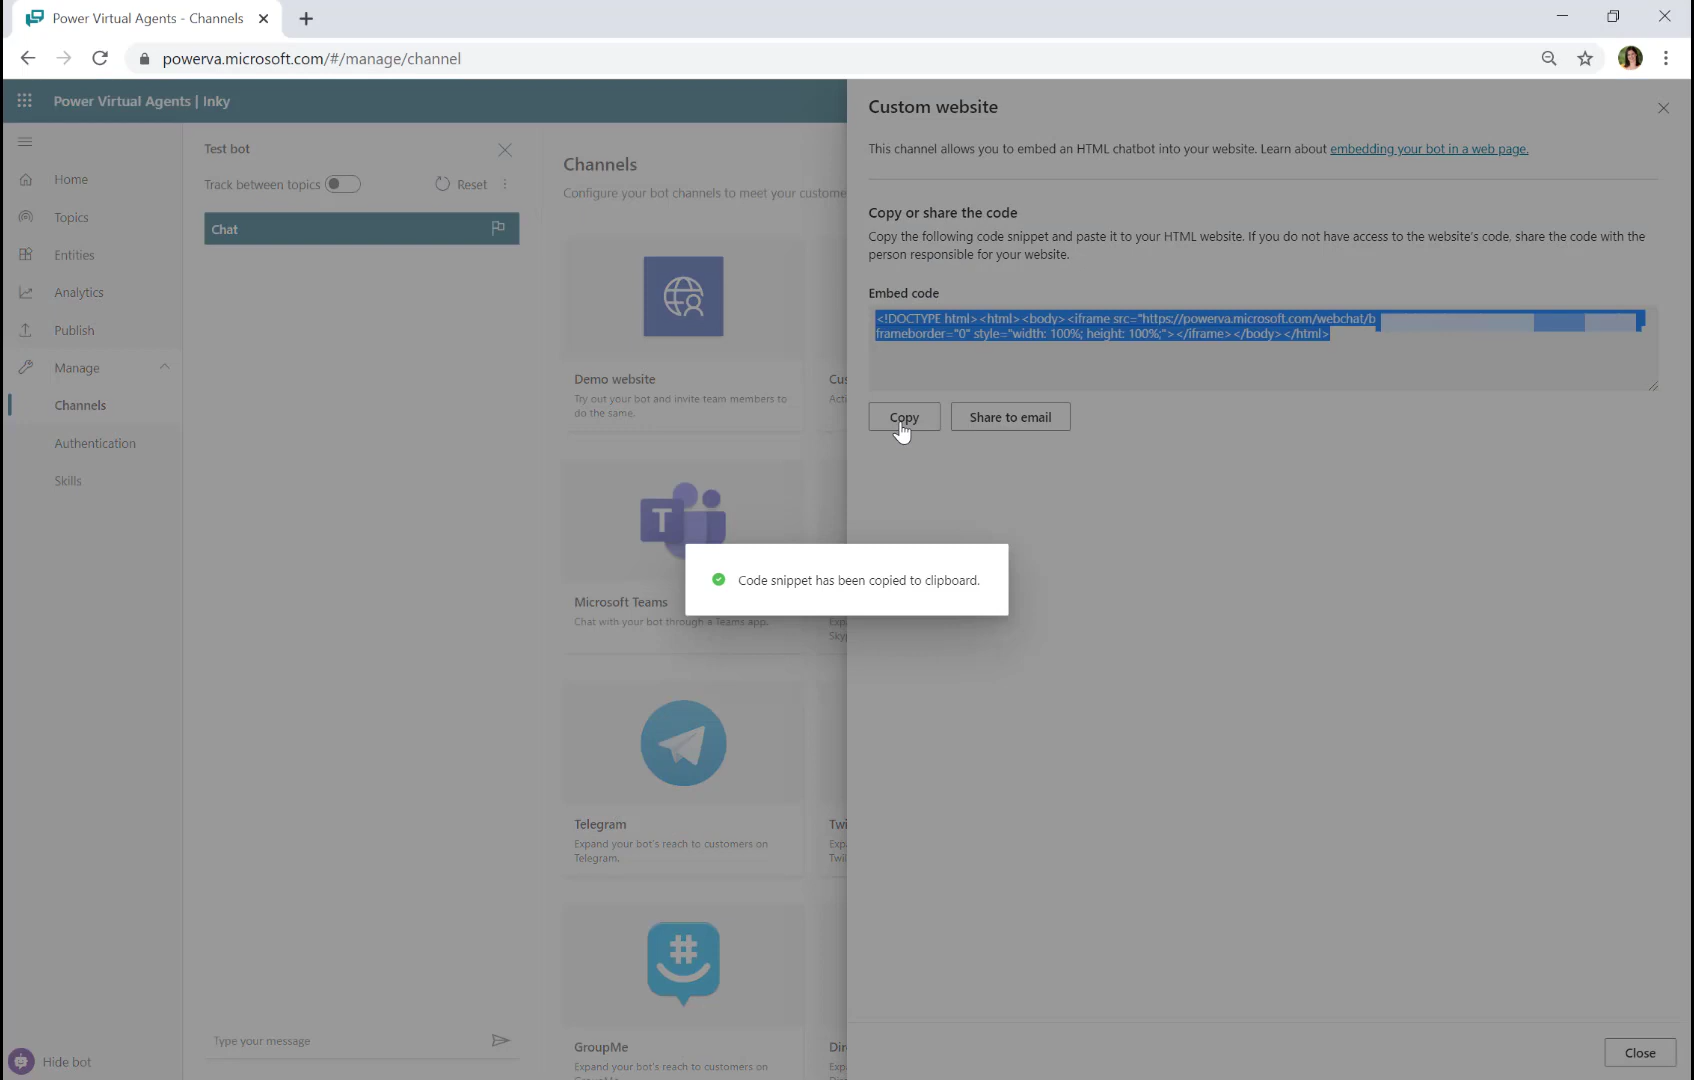 Power Virtual Agents - Channels
powerva.microsoft.com/#/manage/channel
Power Virtual Agents | Inky
Home
Topics
Entities
Analytics
Publish
Manage
Channels
Authentication
Skills
Hide bot
Test bot
Track between topics
Reset
Chat
Type your message
Channels
Configure your bot channels to meet your custome
Demo website
Try out your bot and invite team members to
do the same.
Cus
Acti
Microsoft Teams
Chat with your bot through a Teams app.
Exp
Sky
Telegram
Expand your bot's reach to customers on
Telegram.
Twi
Exp
Twil
GroupMe
Expand your bot's reach to customers on
Dir
Exp
Custom website
This channel allows you to embed an HTML chatbot into your website. Learn about embedding your bot in a web page.
Copy or share the code
Copy the following code snippet and paste it to your HTML website. If you do not have access to the website's code, share the code with the
person responsible for your website.
Embed code
<!DOCTYPE html><html><body><iframe src="https://powerva.microsoft.com/webchat/b
frameborder="0" style="width: 100%; height: 100%;"></iframe></body></html>
Copy
Share to email
Code snippet has been copied to clipboard.
Close